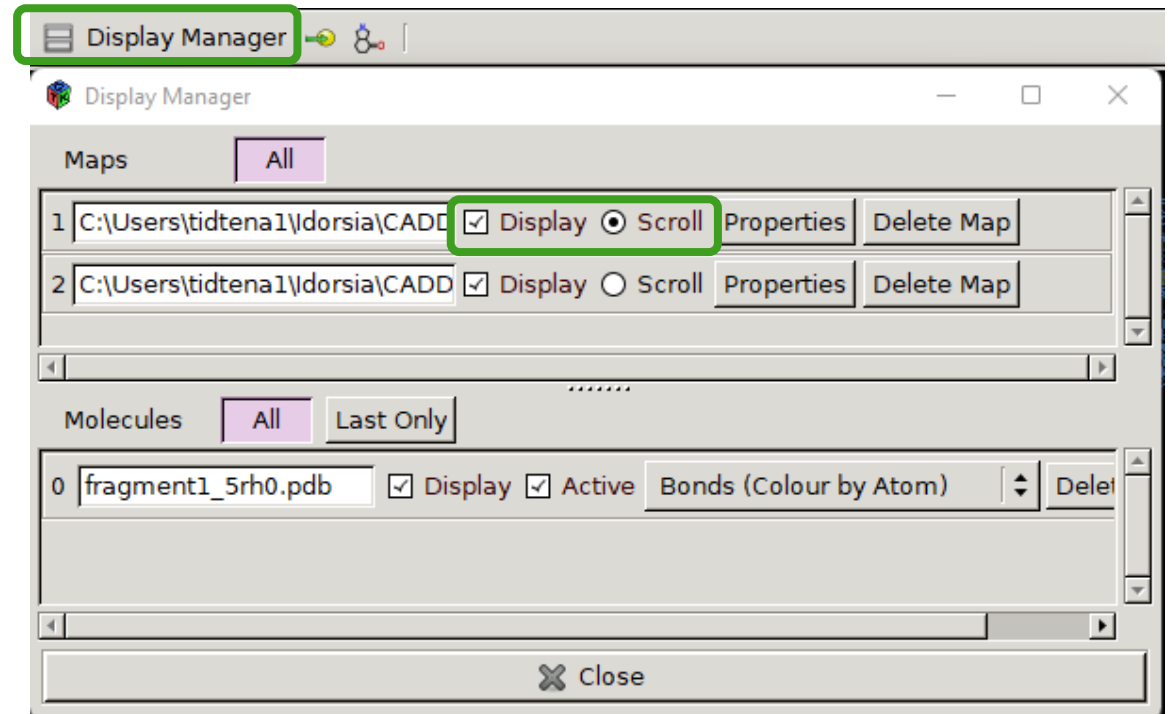 Display Manager
Display Manager
Maps All
1 C:\Users\tidtena1\Idorsia\CADD Display Scroll Properties Delete Map
2 C:\Users\tidtena1\Idorsia\CADD Display Scroll Properties Delete Map
Molecules All Last Only
0 fragment1_5rh0.pdb Display Active Bonds (Colour by Atom) Delet
Close